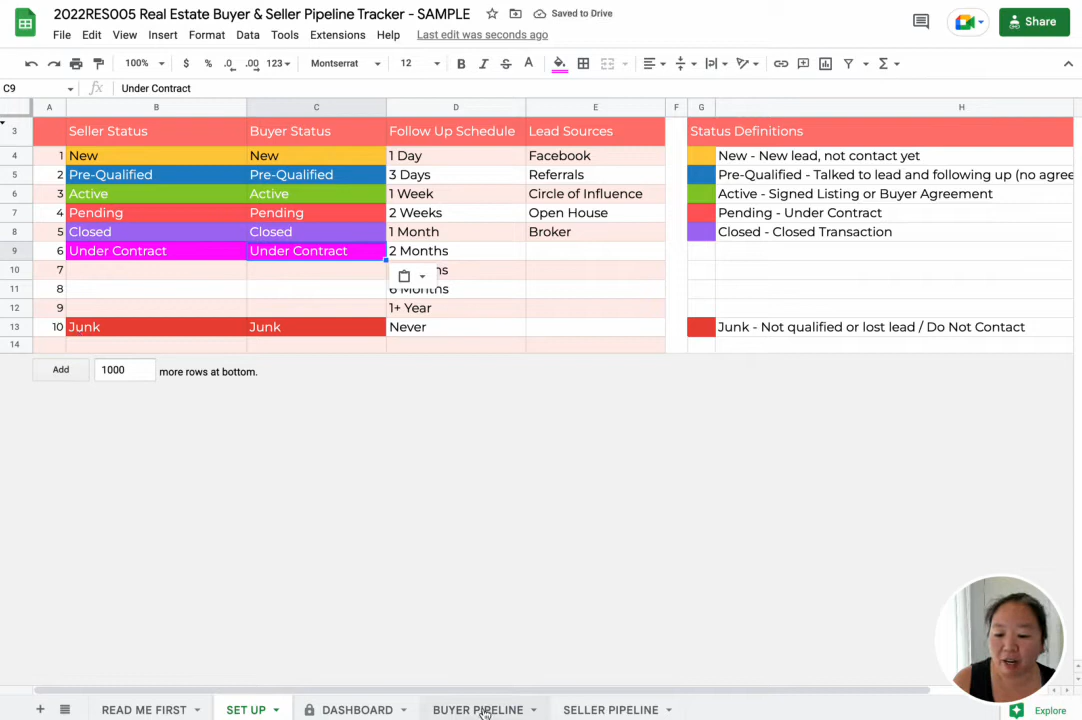 2022RES005 Real Estate Buyer & Seller Pipeline Tracker - SAMPLE Saved to Drive
File Edit View Insert Format Data Tools Extensions Help Last edit was seconds ago
Share
100% $ % .0 .00 123 Montserrat 12 B I S A
C9 fx Under Contract
A B C D E F G H
3 Seller Status Buyer Status Follow Up Schedule Lead Sources Status Definitions
4 1 New New 1 Day Facebook New - New lead, not contact yet
5 2 Pre-Qualified Pre-Qualified 3 Days Referrals Pre-Qualified - Talked to lead and following up (no agree
6 3 Active Active 1 Week Circle of Influence Active - Signed Listing or Buyer Agreement
7 4 Pending Pending 2 Weeks Open House Pending - Under Contract
8 5 Closed Closed 1 Month Broker Closed - Closed Transaction
9 6 Under Contract Under Contract 2 Months
10 7
11 8 6 Months
12 9 1+ Year
13 10 Junk Junk Never Junk - Not qualified or lost lead / Do Not Contact
14
Add 1000 more rows at bottom.
+ READ ME FIRST SET UP DASHBOARD BUYER PIPELINE SELLER PIPELINE Explore